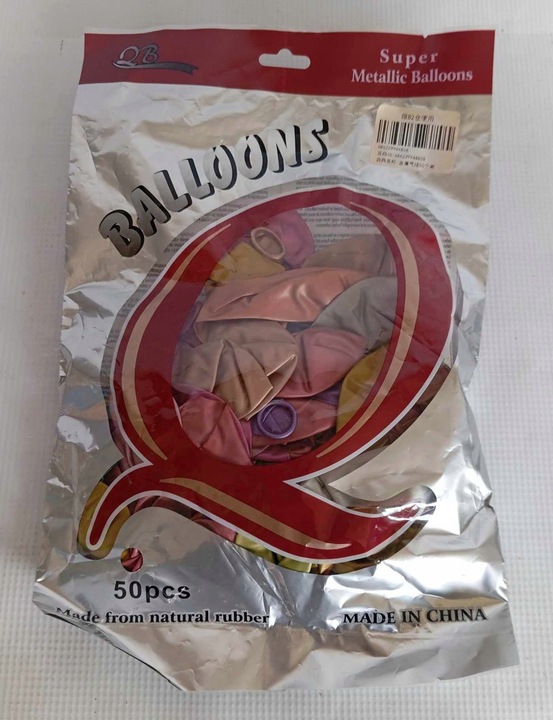 QB
Super
Metallic Balloons
BALLOONS
Q
50pcs
Made from natural rubber
MADE IN CHINA